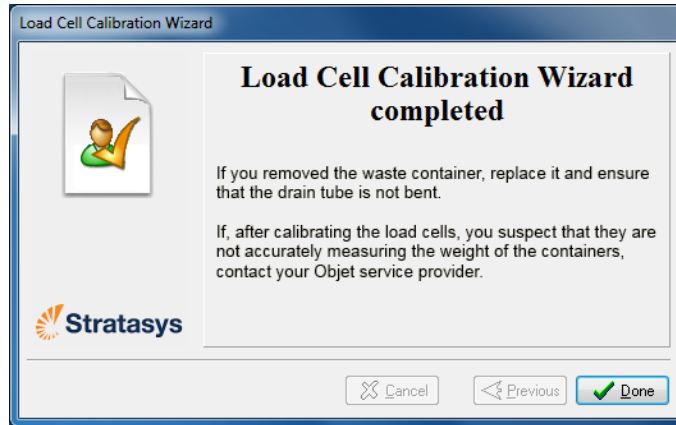 Load Cell Calibration Wizard
Load Cell Calibration Wizard
completed
If you removed the waste container, replace it and ensure
that the drain tube is not bent.
If, after calibrating the load cells, you suspect that they are
not accurately measuring the weight of the containers,
contact your Objet service provider.
Stratasys
Cancel
Previous
Done